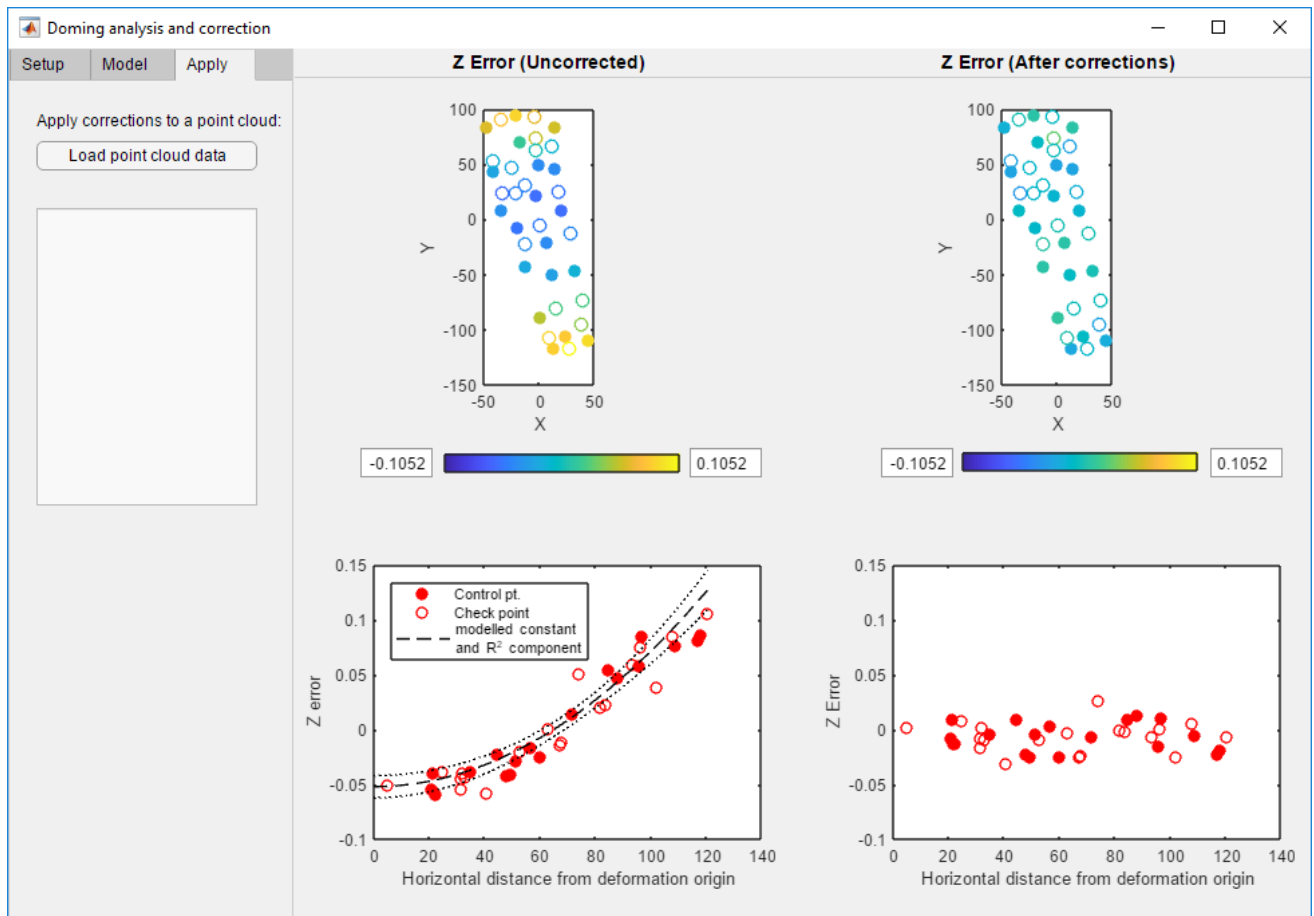 Doming analysis and correction
Setup Model Apply
Apply corrections to a point cloud:
Load point cloud data
Z Error (Uncorrected)
100
50
0
-50
-100
-150
Y
-50 0 50
X
-0.1052 0.1052
Z Error (After corrections)
100
50
0
-50
-100
-150
Y
-50 0 50
X
-0.1052 0.1052
0.15
0.1
0.05
0
-0.05
-0.1
Z error
Control pt.
Check point
modelled constant
and R² component
0 20 40 60 80 100 120 140
Horizontal distance from deformation origin
0.15
0.1
0.05
0
-0.05
-0.1
Z Error
0 20 40 60 80 100 120 140
Horizontal distance from deformation origin